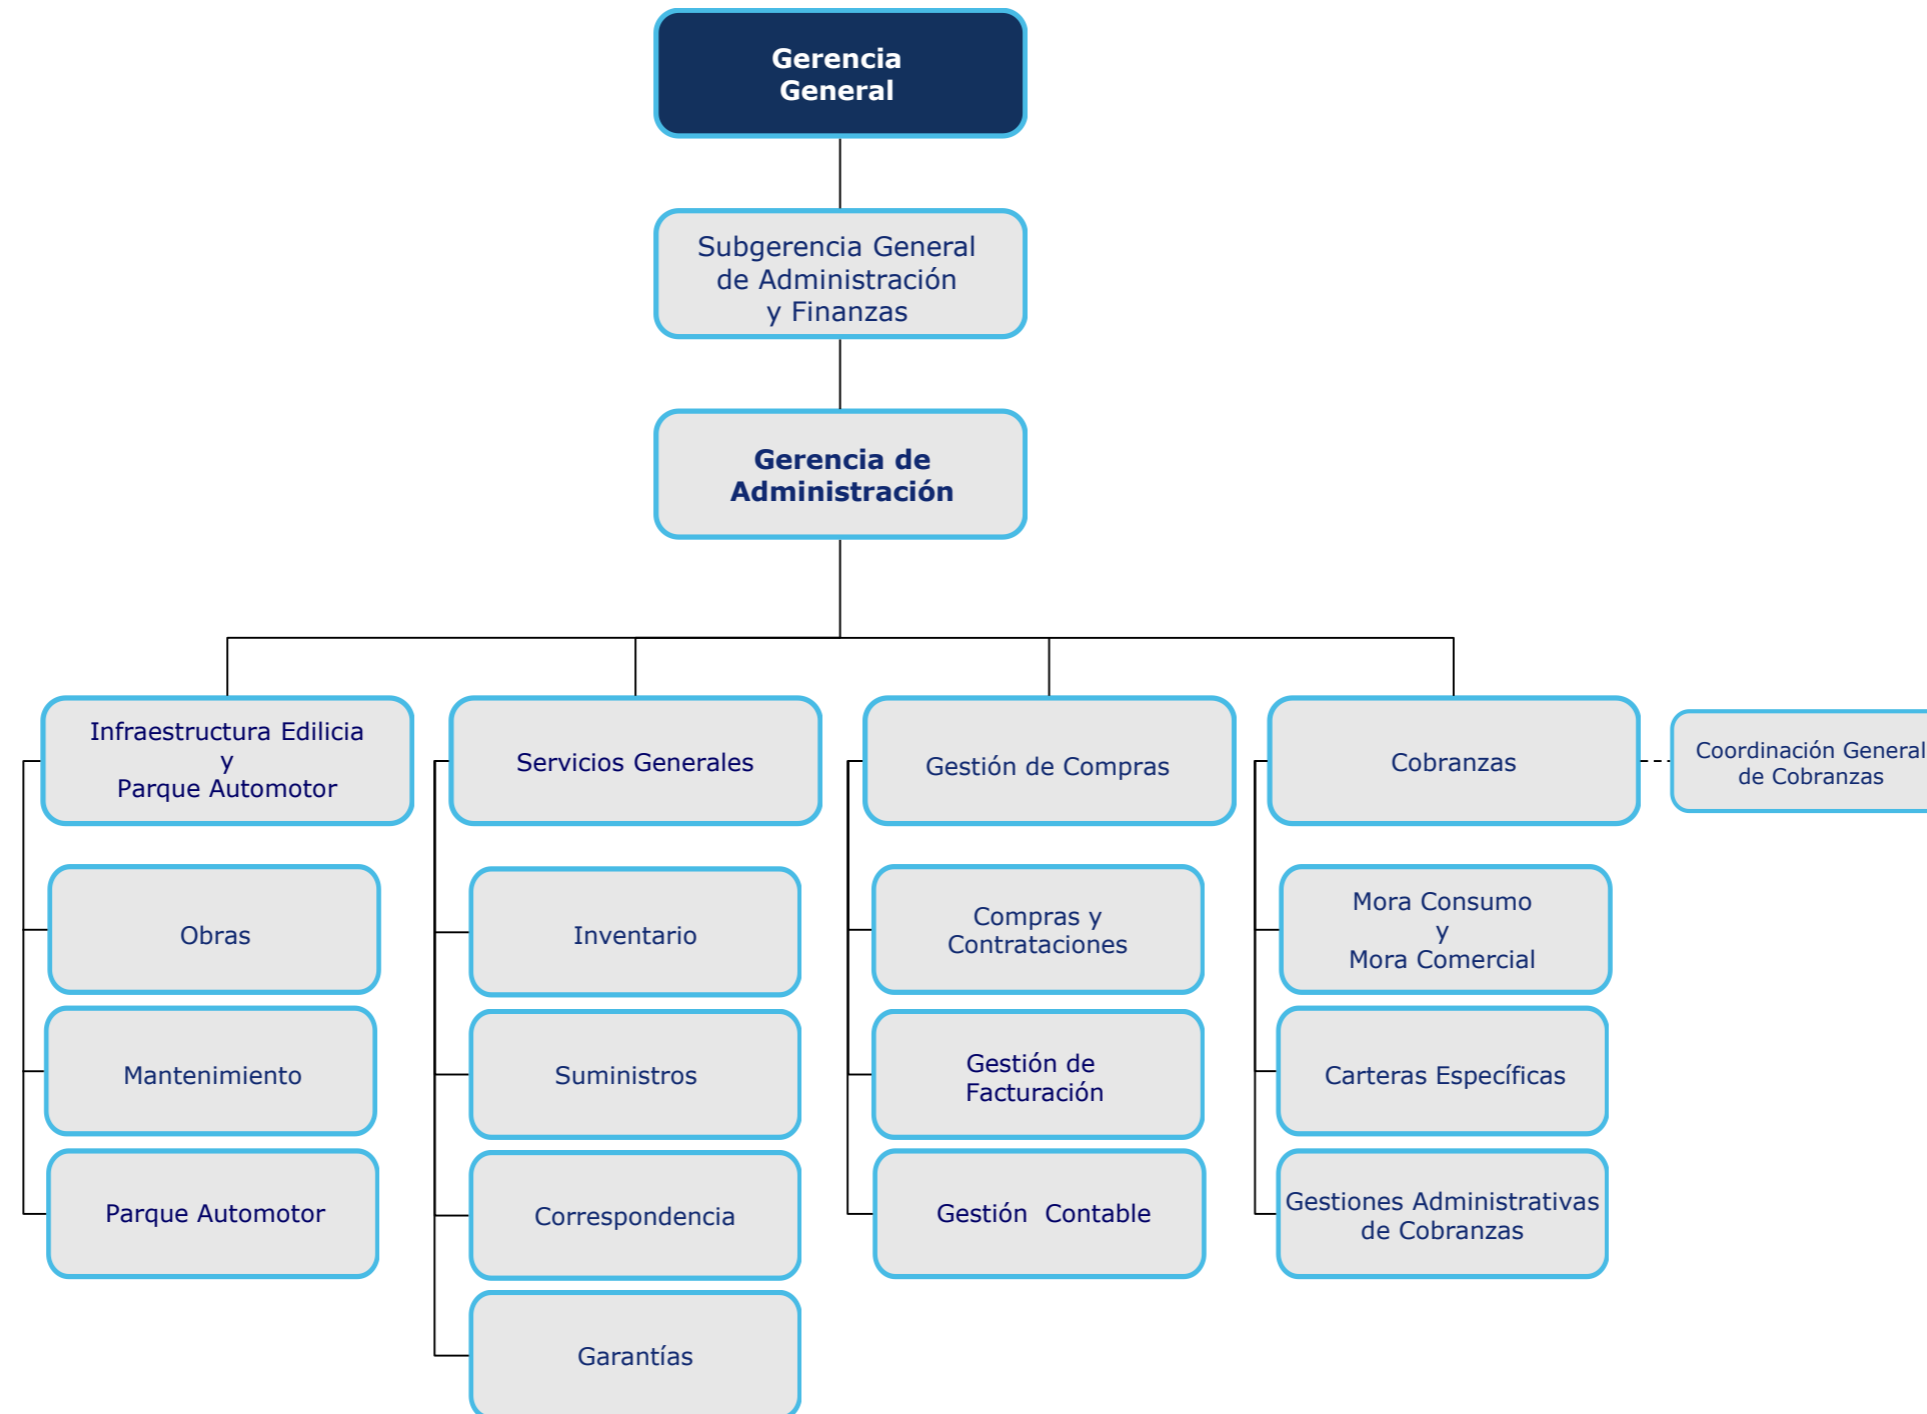 Gerencia
General
Subgerencia General
de Administración
y Finanzas
Gerencia de
Administración
Infraestructura Edilicia
y
Parque Automotor
Servicios Generales
Gestión de Compras
Cobranzas
Coordinación General
de Cobranzas
Obras
Mantenimiento
Parque Automotor
Inventario
Suministros
Correspondencia
Garantías
Compras y
Contrataciones
Gestión de
Facturación
Gestión  Contable
Mora Consumo
y
Mora Comercial
Carteras Específicas
Gestiones Administrativas
de Cobranzas